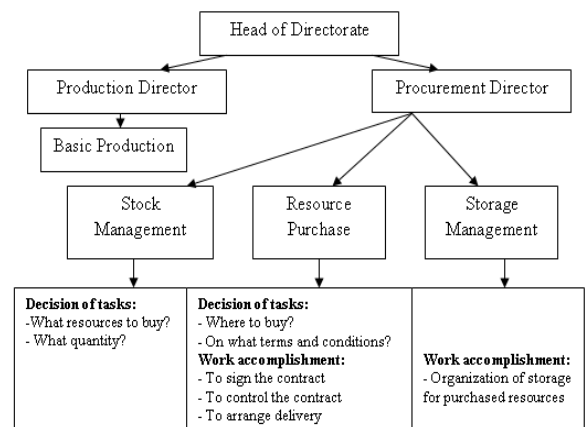 Head of Directorate
Production Director
Procurement Director
Basic Production
Stock
Management
Resource
Purchase
Storage
Management
Decision of tasks:
-What resources to buy?
- What quantity?
Decision of tasks:
- Where to buy?
- On what terms and conditions?
Work accomplishment:
- To sign the contract
- To control the contract
- To arrange delivery
Work accomplishment:
- Organization of storage
for purchased resources